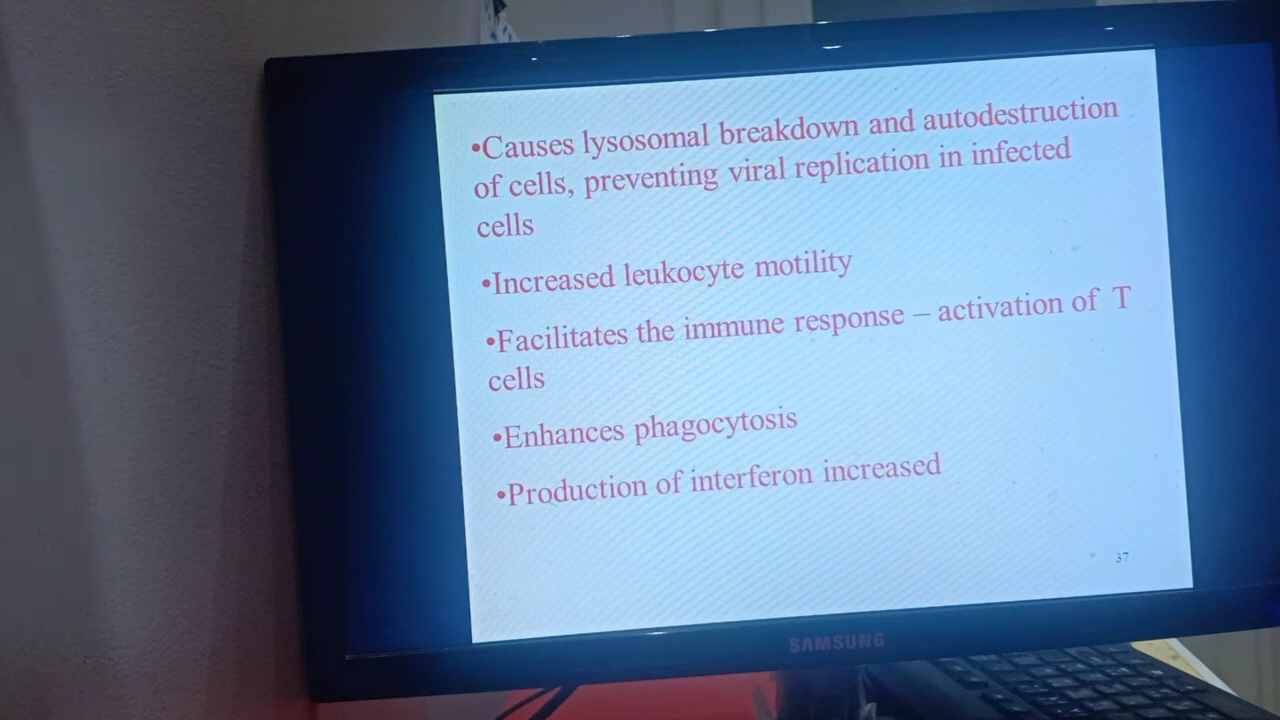 •Causes lysosomal breakdown and autodestruction
of cells, preventing viral replication in infected
cells
•Increased leukocyte motility
•Facilitates the immune response – activation of T
cells
•Enhances phagocytosis
•Production of interferon increased
37
SAMSUNG